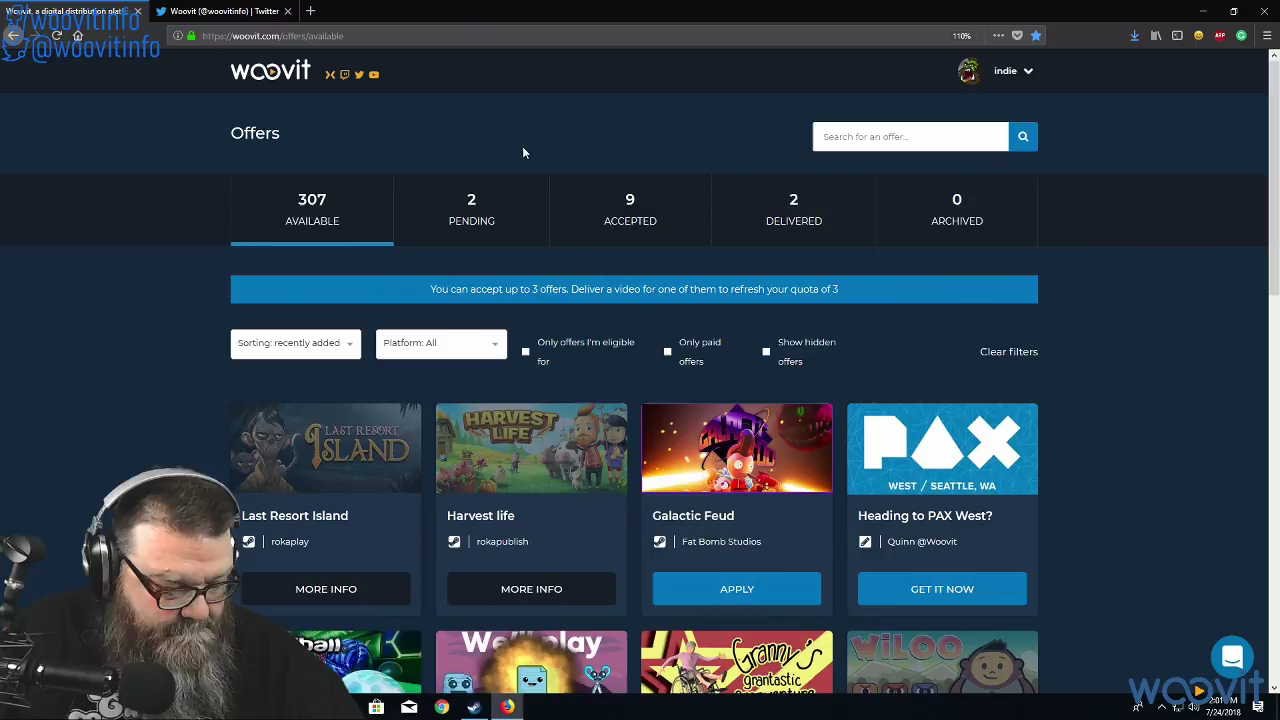 Woovit, a digital distribution platf
Woovit (@woovitinfo) | Twitter
/woovitinfo
@woovitinfo
https://woovit.com/offers/available
110%
woovit
indie
Offers
Search for an offer...
307
AVAILABLE
2
PENDING
9
ACCEPTED
2
DELIVERED
0
ARCHIVED
You can accept up to 3 offers. Deliver a video for one of them to refresh your quota of 3
Sorting: recently added
Platform: All
Only offers I'm eligible
for
Only paid
offers
Show hidden
offers
Clear filters
LAST RESORT
ISLAND
HARVEST
LIFE
PAX
WEST / SEATTLE, WA
Last Resort Island
Harvest life
Galactic Feud
Heading to PAX West?
rokaplay
rokapublish
Fat Bomb Studios
Quinn @Woovit
MORE INFO
MORE INFO
APPLY
GET IT NOW
We'll play
Granny's
grantastic
WiLOO
woovit
7/24/2018